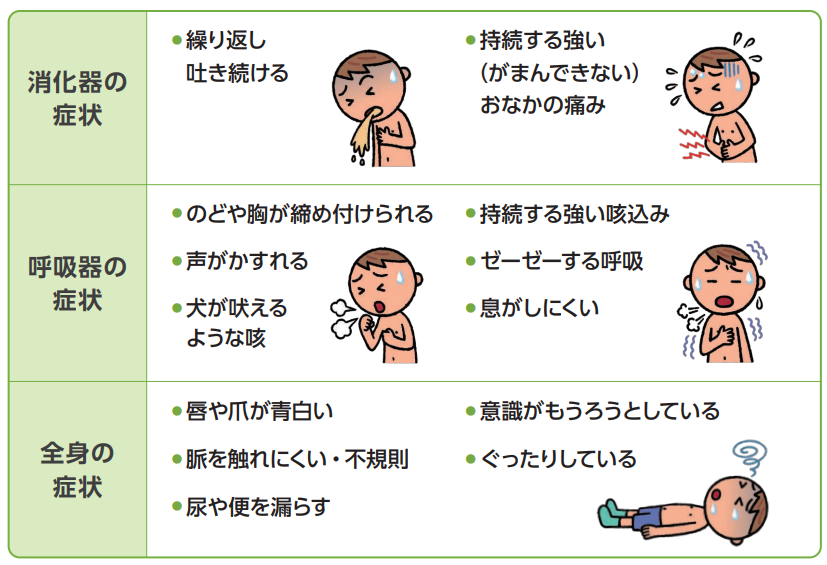 消化器の
症状
●繰り返し
吐き続ける
●持続する強い
（がまんできない）
おなかの痛み
呼吸器の
症状
●のどや胸が締め付けられる
●声がかすれる
●犬が吠える
ような咳
●持続する強い咳込み
●ゼーゼーする呼吸
●息がしにくい
全身の
症状
●唇や爪が青白い
●脈を触れにくい・不規則
●尿や便を漏らす
●意識がもうろうとしている
●ぐったりしている